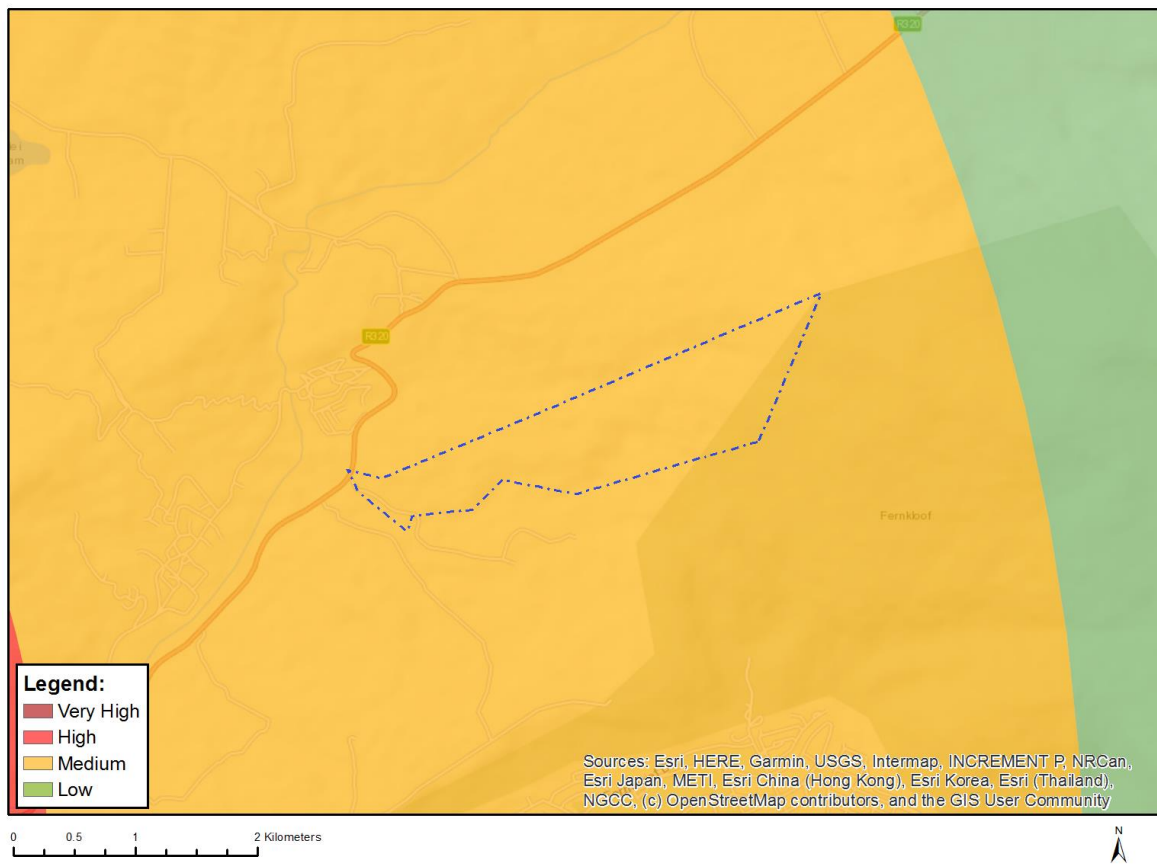 R320
R320
Fernkloof
Legend:
Very High
High
Medium
Low
Sources: Esri, HERE, Garmin, USGS, Intermap, INCREMENT P, NRCan,
Esri Japan, METI, Esri China (Hong Kong), Esri Korea, Esri (Thailand),
NGCC, (c) OpenStreetMap contributors, and the GIS User Community
0 0.5 1 2 Kilometers
N